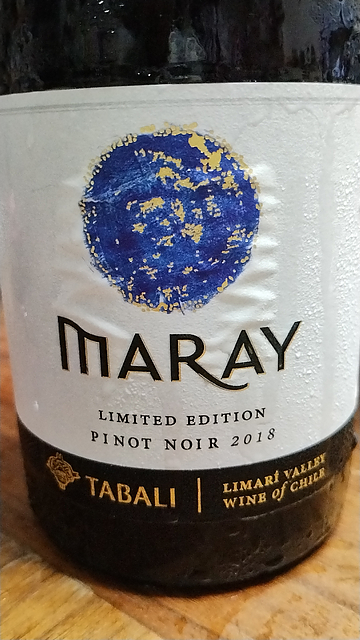 MARAY
LIMITED EDITION
PINOT NOIR 2018
TABALI
LIMARÍ VALLEY
WINE of CHILE